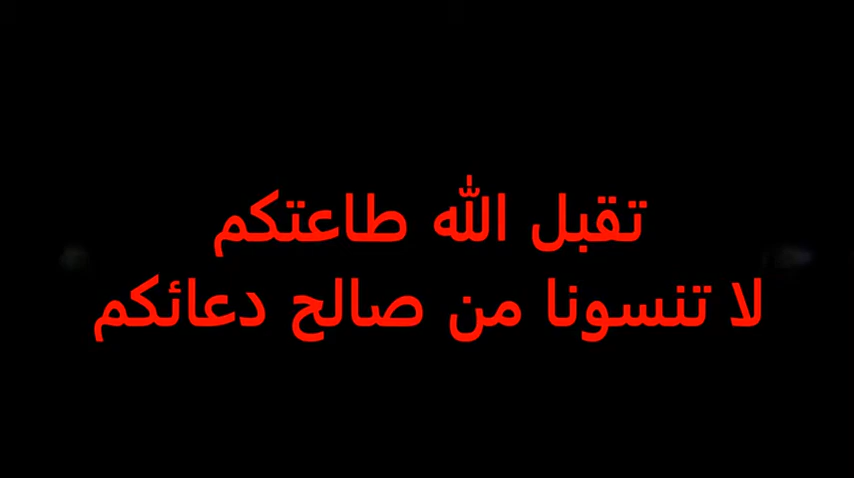 تقبل الله طاعتكم
لا تنسونا من صالح دعائكم